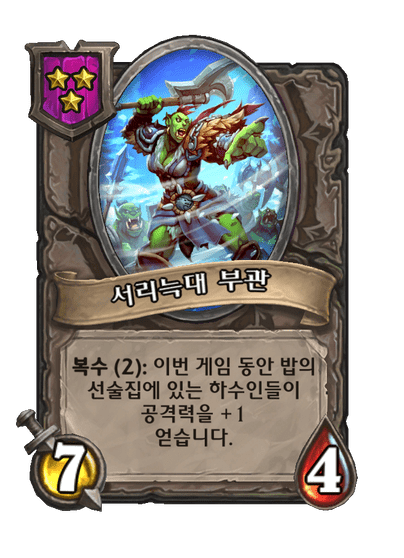 서리늑대 부관
복수 (2): 이번 게임 동안 밥의
선술집에 있는 하수인들이
공격력을 +1
얻습니다.
7
4